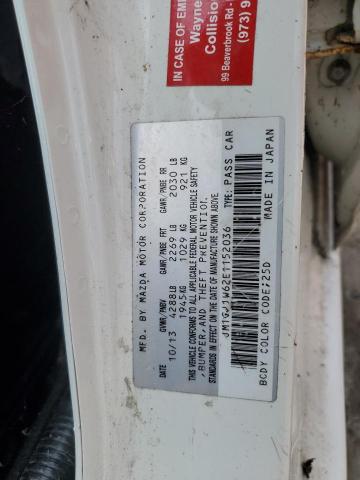 IN CASE OF EME
Wayne
Collisio
99 Beaverbrook Rd -
(973) 9
MFD. BY MAZDA MOTOR CORPORATION
DATE GVWR/PNBV GAWR/PNBE FRT GAWR/PNBE RR
10/13 4288LB 2269 LB 2030 LB
1945KG 1029 KG 921 KG
THIS VEHICLE CONFORMS TO ALL APPLICABLE FEDERAL MOTOR VEHICLE SAFETY
,BUMPER,AND THEFT PREVENTION,
STANDARDS IN EFFECT ON THE DATE OF MANUFACTURE SHOWN ABOVE.
JM1GJ1W62E1152036 TYPE: PASS CAR
BODY COLOR CODE:25D MADE IN JAPAN